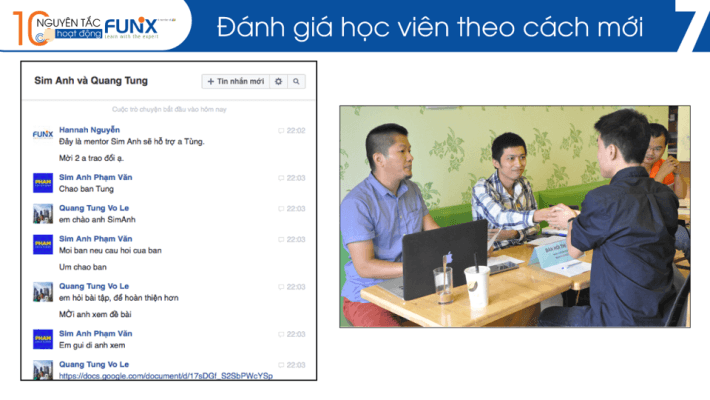 10 NGUYÊN TẮC
hoạt động
FUNiX
Learn with the expert
Đánh giá học viên theo cách mới
7
Sim Anh và Quang Tung
+ Tin nhắn mới
Cuộc trò chuyện bắt đầu vào hôm nay
FUNiX
Hannah Nguyễn
22:02
Đây là mentor Sim Anh sẽ hỗ trợ a Tùng.
Mời 2 a trao đổi ạ.
PHAM
Sim Anh Phạm Văn
22:03
Chao ban Tung
Quang Tung Vo Le
22:03
em chào anh SimAnh
PHAM
Sim Anh Phạm Văn
22:03
Moi ban neu cau hoi cua ban
Um chao ban
Quang Tung Vo Le
22:03
em hỏi bài tập, để hoàn thiện hơn
MỜi anh xem đề bài
PHAM
Sim Anh Phạm Văn
22:03
Em gui di anh xem
Quang Tung Vo Le
22:03
https://docs.google.com/document/d/17sDGf_S2SbPWcYSp